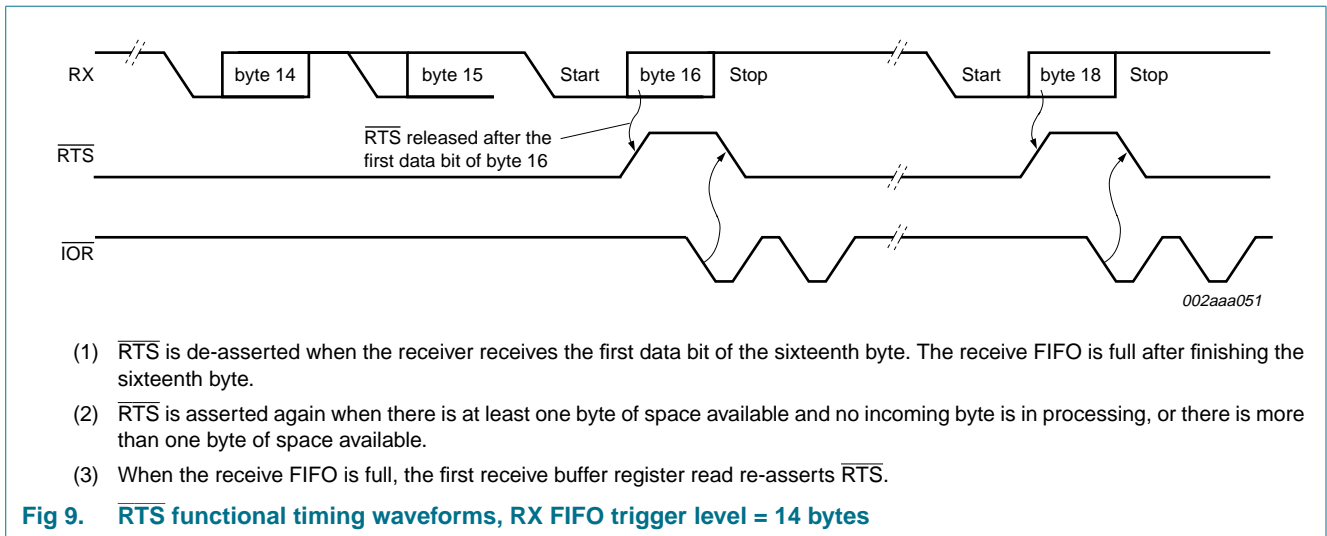 RX
byte 14
byte 15
Start
byte 16
Stop
Start
byte 18
Stop
RTS released after the
first data bit of byte 16
RTS
IOR
002aaa051
(1) RTS is de-asserted when the receiver receives the first data bit of the sixteenth byte. The receive FIFO is full after finishing the
sixteenth byte.
(2) RTS is asserted again when there is at least one byte of space available and no incoming byte is in processing, or there is more
than one byte of space available.
(3) When the receive FIFO is full, the first receive buffer register read re-asserts RTS.
Fig 9. RTS functional timing waveforms, RX FIFO trigger level = 14 bytes